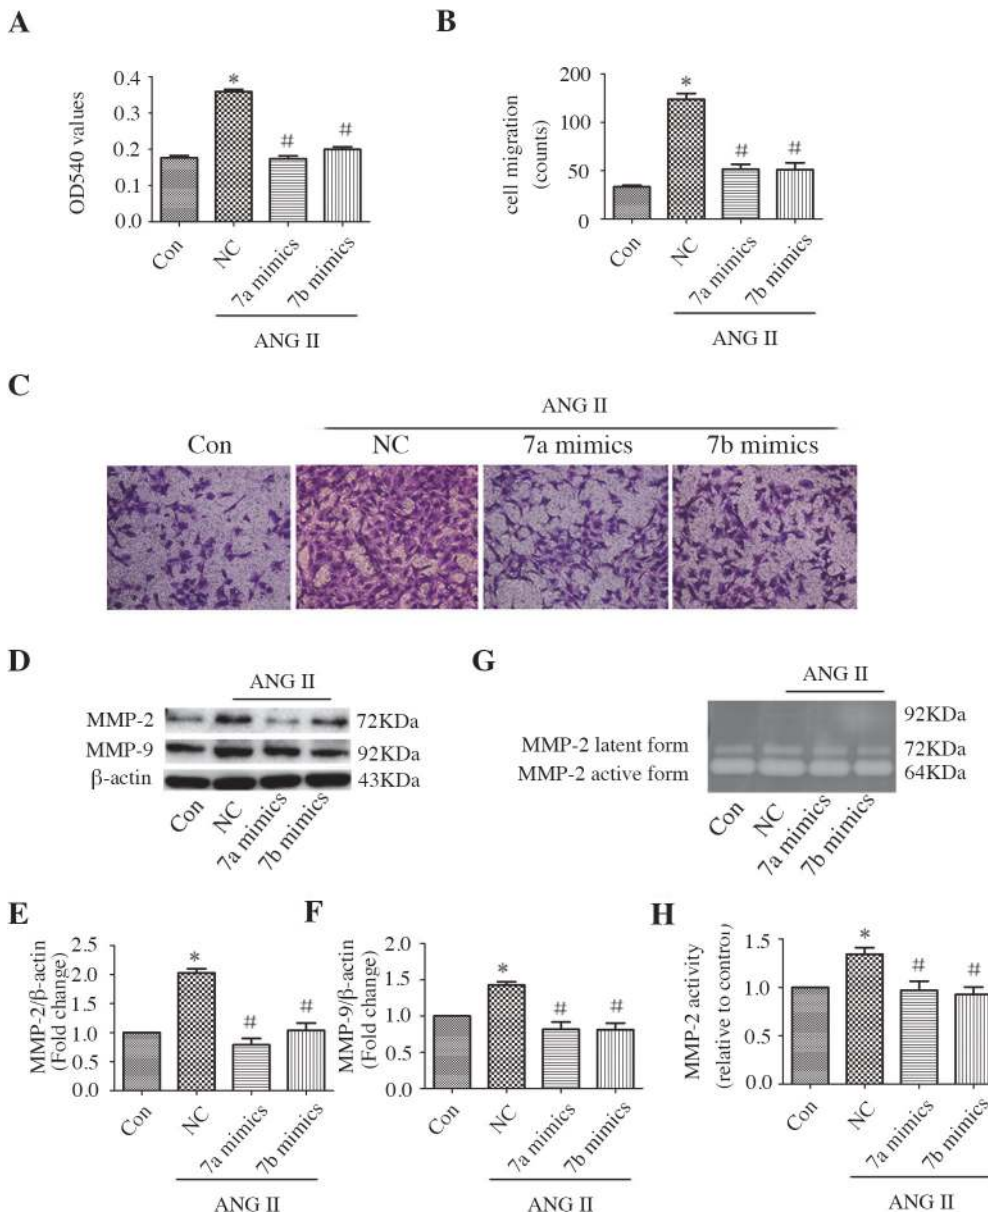 A
OD540 values
0.4
0.3
0.2
0.1
0.0
*
#
#
Con
NC
7a mimics
7b mimics
ANG II
B
cell migration
(counts)
200
100
50
0
*
#
#
Con
NC
7a mimics
7b mimics
ANG II
C
ANG II
Con NC 7a mimics 7b mimics
D
ANG II
MMP-2 72KDa
MMP-9 92KDa
β-actin 43KDa
Con
NC
7a mimics
7b mimics
G
ANG II
92KDa
MMP-2 latent form 72KDa
MMP-2 active form 64KDa
Con
NC
7a mimics
7b mimics
E
MMP-2/β-actin
(Fold change)
2.5
2.0
1.5
1.0
0.5
0.0
*
#
#
Con
NC
7a mimics
7b mimics
ANG II
F
MMP-9/β-actin
(Fold change)
2.0
1.5
1.0
0.5
0.0
*
#
#
Con
NC
7a mimics
7b mimics
ANG II
H
MMP-2 activity
(relative to control)
1.5
1.0
0.5
0.0
*
#
#
Con
NC
7a mimics
7b mimics
ANG II